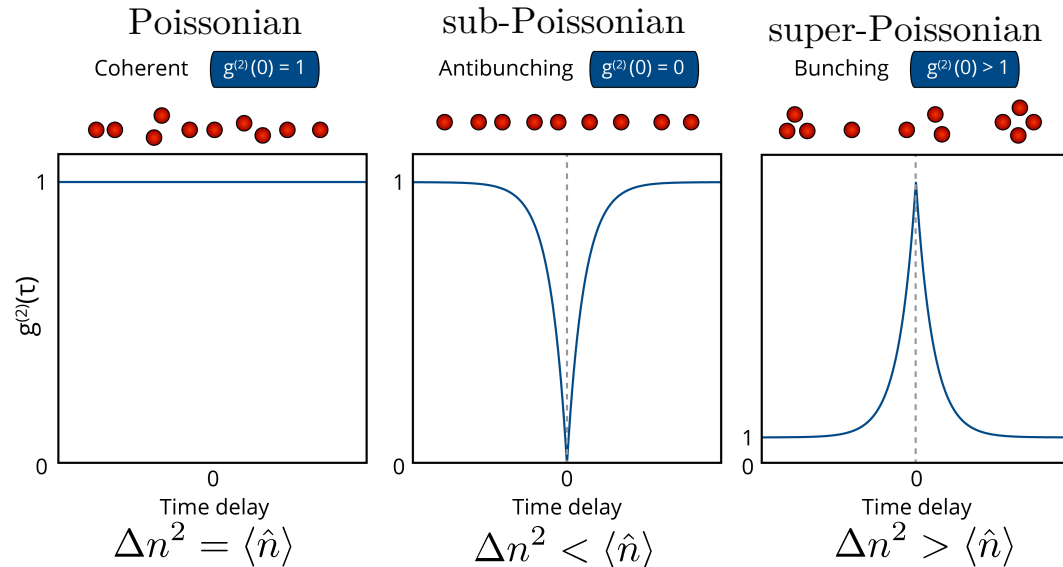 Poissonian
Coherent g⁽²⁾(0) = 1
1
g⁽²⁾(τ)
0
0
Time delay
Δn² = ⟨n̂⟩
sub-Poissonian
Antibunching g⁽²⁾(0) = 0
1
0
0
Time delay
Δn² < ⟨n̂⟩
super-Poissonian
Bunching g⁽²⁾(0) > 1
1
0
0
Time delay
Δn² > ⟨n̂⟩